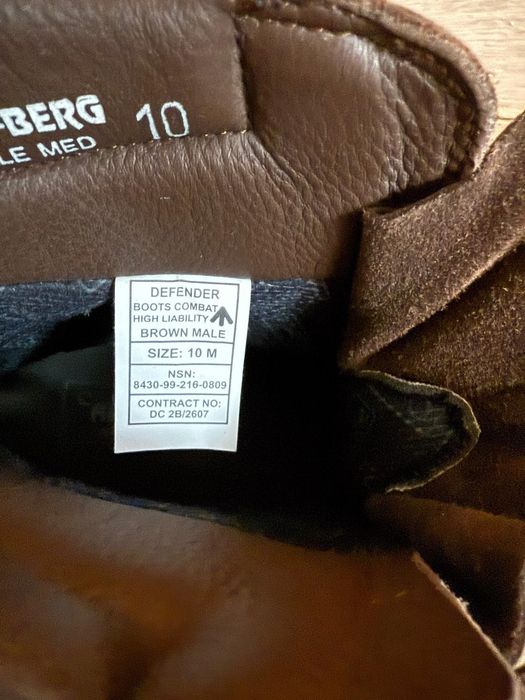 -BERG 10
LE MED
DEFENDER
BOOTS COMBAT
HIGH LIABILITY
BROWN MALE
SIZE: 10 M
NSN:
8430-99-216-0809
CONTRACT NO:
DC 2B/2607